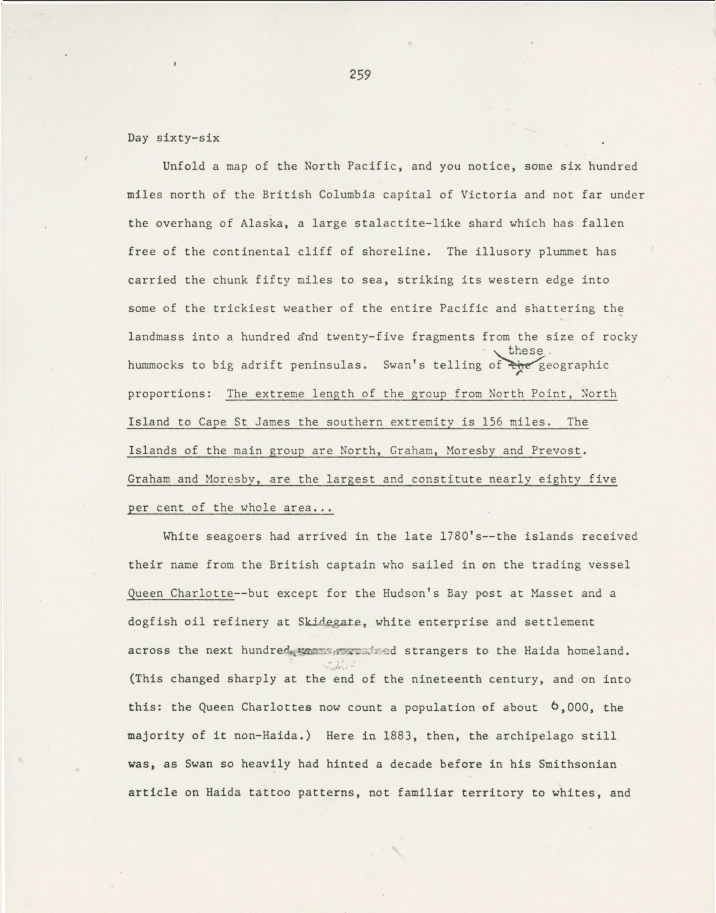 259
Day sixty-six
Unfold a map of the North Pacific, and you notice, some six hundred
miles north of the British Columbia capital of Victoria and not far under
the overhang of Alaska, a large stalactite-like shard which has fallen
free of the continental cliff of shoreline. The illusory plummet has
carried the chunk fifty miles to sea, striking its western edge into
some of the trickiest weather of the entire Pacific and shattering the
landmass into a hundred and twenty-five fragments from the size of rocky
these
hummocks to big adrift peninsulas. Swan's telling of the geographic
proportions: The extreme length of the group from North Point, North
Island to Cape St James the southern extremity is 156 miles. The
Islands of the main group are North, Graham, Moresby and Prevost.
Graham and Moresby, are the largest and constitute nearly eighty five
per cent of the whole area...
White seagoers had arrived in the late 1780's--the islands received
their name from the British captain who sailed in on the trading vessel
Queen Charlotte--but except for the Hudson's Bay post at Masset and a
dogfish oil refinery at Skidegate, white enterprise and settlement
across the next hundred strangers to the Haida homeland.
(This changed sharply at the end of the nineteenth century, and on into
this: the Queen Charlottes now count a population of about 6,000, the
majority of it non-Haida.) Here in 1883, then, the archipelago still
was, as Swan so heavily had hinted a decade before in his Smithsonian
article on Haida tattoo patterns, not familiar territory to whites, and